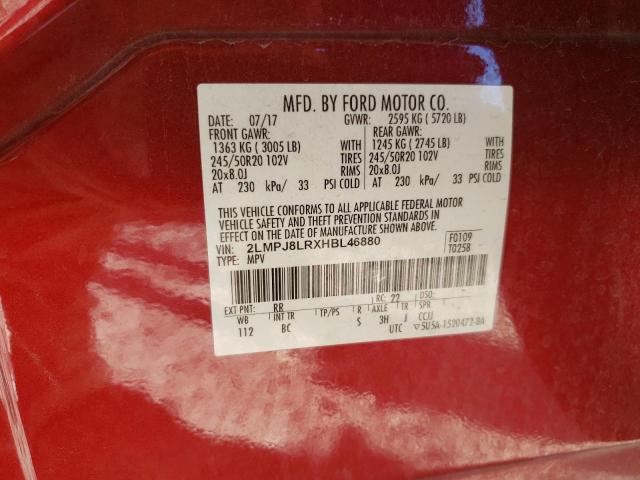 MFD. BY FORD MOTOR CO.
DATE: 07/17 GVWR: 2595 KG ( 5720 LB)
FRONT GAWR: REAR GAWR:
1363 KG ( 3005 LB) 1245 KG ( 2745 LB)
245/50R20 102V TIRES 245/50R20 102V TIRES
20x8.0J RIMS 20x8.0J RIMS
AT 230 kPa/ 33 PSI COLD AT 230 kPa/ 33 PSI COLD
THIS VEHICLE CONFORMS TO ALL APPLICABLE FEDERAL MOTOR
VEHICLE SAFETY AND THEFT PREVENTION STANDARDS IN
EFFECT ON THE DATE OF MANUFACTURE SHOWN ABOVE.
VIN: 2LMPJ8LRXHBL46880 F0109
TYPE: MPV T0258
EXT PNT: RR RC: 22 DSO:
WB INT TR TP/PS R AXLE TR SPR
112 BC S 3H J CCJJ
UTC 5U5A-1520472-BA